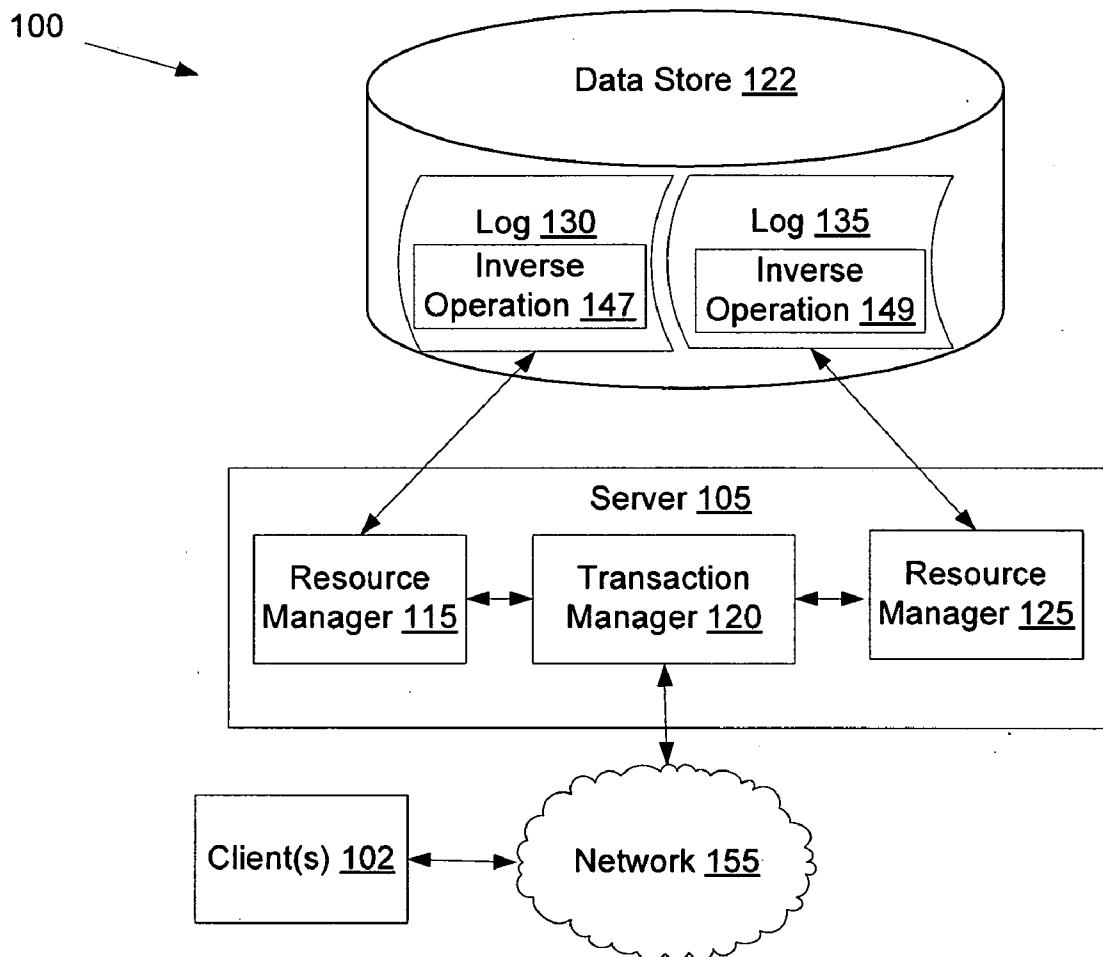 100
Data Store 122
Log 130
Inverse
Operation 147
Log 135
Inverse
Operation 149
Server 105
Resource
Manager 115
Transaction
Manager 120
Resource
Manager 125
Client(s) 102
Network 155